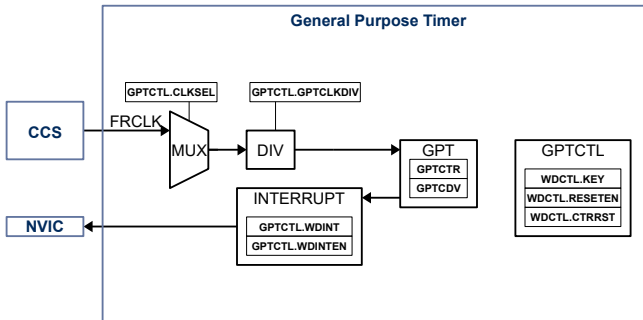 General Purpose Timer
GPTCTL.CLKSEL
GPTCTL.GPTCLKDIV
CCS
FRCLK
MUX
DIV
GPT
GPTCTR
GPTCDV
GPTCTL
WDCTL.KEY
WDCTL.RESETEN
WDCTL.CTRRST
INTERRUPT
GPTCTL.WDINT
GPTCTL.WDINTEN
NVIC